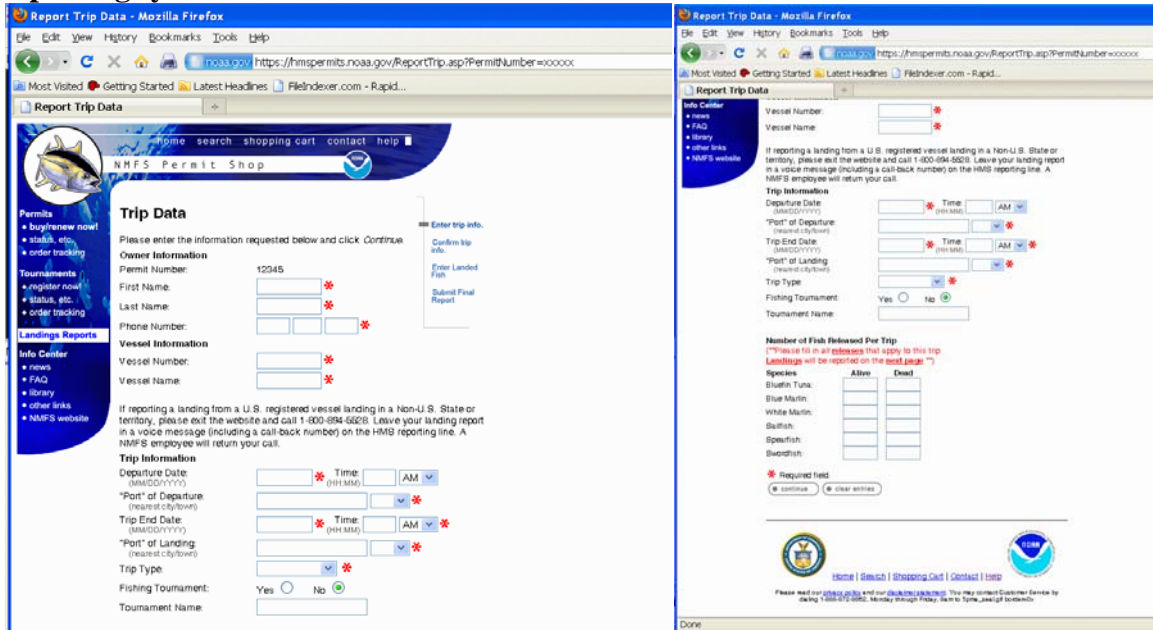 Report Trip Data - Mozilla Firefox
File Edit View History Bookmarks Tools Help
noaa.gov https://hmspermits.noaa.gov/ReportTrip.asp?PermitNumber=xxxxx
Most Visited Getting Started Latest Headlines FileIndexer.com - Rapid...
Report Trip Data
home search shopping cart contact help
NMFS Permit Shop
Permits
buy/renew now!
status, etc.
order tracking
Tournaments
register now!
status, etc.
order tracking
Landings Reports
Info Center
news
FAQ
library
other links
NMFS website
Trip Data
Please enter the information requested below and click Continue.
Owner Information
Permit Number: 12345
First Name: *
Last Name: *
Phone Number: *
Vessel Information
Vessel Number: *
Vessel Name: *
If reporting a landing from a U.S. registered vessel landing in a Non-U.S. State or
territory, please exit the website and call 1-800-894-5528. Leave your landing report
in a voice message (including a call-back number) on the HMS reporting line. A
NMFS employee will return your call.
Trip Information
Departure Date: * Time: AM
(MM/DD/YYYY) (HH:MM)
"Port" of Departure: *
(nearest city/town)
Trip End Date: * Time: AM *
(MM/DD/YYYY) (HH:MM)
"Port" of Landing: *
(nearest city/town)
Trip Type: *
Fishing Tournament: Yes No
Tournament Name:
Enter trip info.
Confirm trip
info.
Enter Landed
Fish
Submit Final
Report
Report Trip Data - Mozilla Firefox
File Edit View History Bookmarks Tools Help
noaa.gov https://hmspermits.noaa.gov/ReportTrip.asp?PermitNumber=xxxxx
Most Visited Getting Started Latest Headlines FileIndexer.com - Rapid...
Report Trip Data
Info Center
news
FAQ
library
other links
NMFS website
Vessel Number: *
Vessel Name: *
If reporting a landing from a U.S. registered vessel landing in a Non-U.S. State or
territory, please exit the website and call 1-800-894-5528. Leave your landing report
in a voice message (including a call-back number) on the HMS reporting line. A
NMFS employee will return your call.
Trip Information
Departure Date: * Time: AM
(MM/DD/YYYY) (HH:MM)
"Port" of Departure: *
(nearest city/town)
Trip End Date: * Time: AM *
(MM/DD/YYYY) (HH:MM)
"Port" of Landing: *
(nearest city/town)
Trip Type: *
Fishing Tournament: Yes No
Tournament Name:
Number of Fish Released Per Trip
(**Please fill in all releases that apply to this trip.
Landings will be reported on the next page **)
Species Alive Dead
Bluefin Tuna:
Blue Marlin:
White Marlin:
Sailfish:
Spearfish:
Swordfish:
* Required field.
continue clear entries
Home | Search | Shopping Cart | Contact | Help
Please read our privacy policy and our disclaimer statement. You may contact Customer Service by
Done